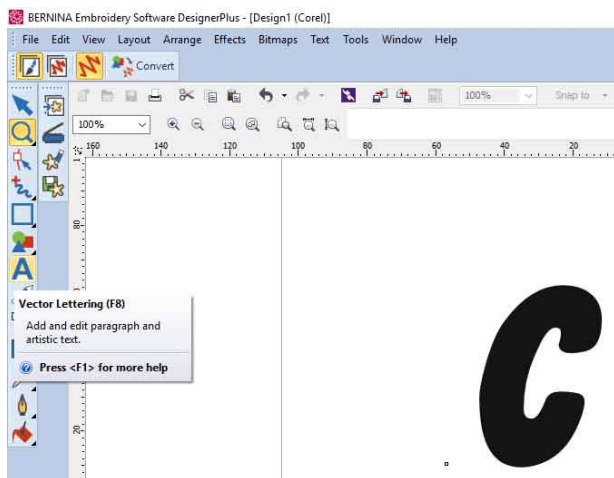 BERNINA Embroidery Software DesignerPlus - [Design1 (Corel)]
File Edit View Layout Arrange Effects Bitmaps Text Tools Window Help
Convert
100% Snap to
100%
160 140 120 100 80 60 40 20
80
A
Vector Lettering (F8)
Add and edit paragraph and
artistic text.
Press <F1> for more help
20
C